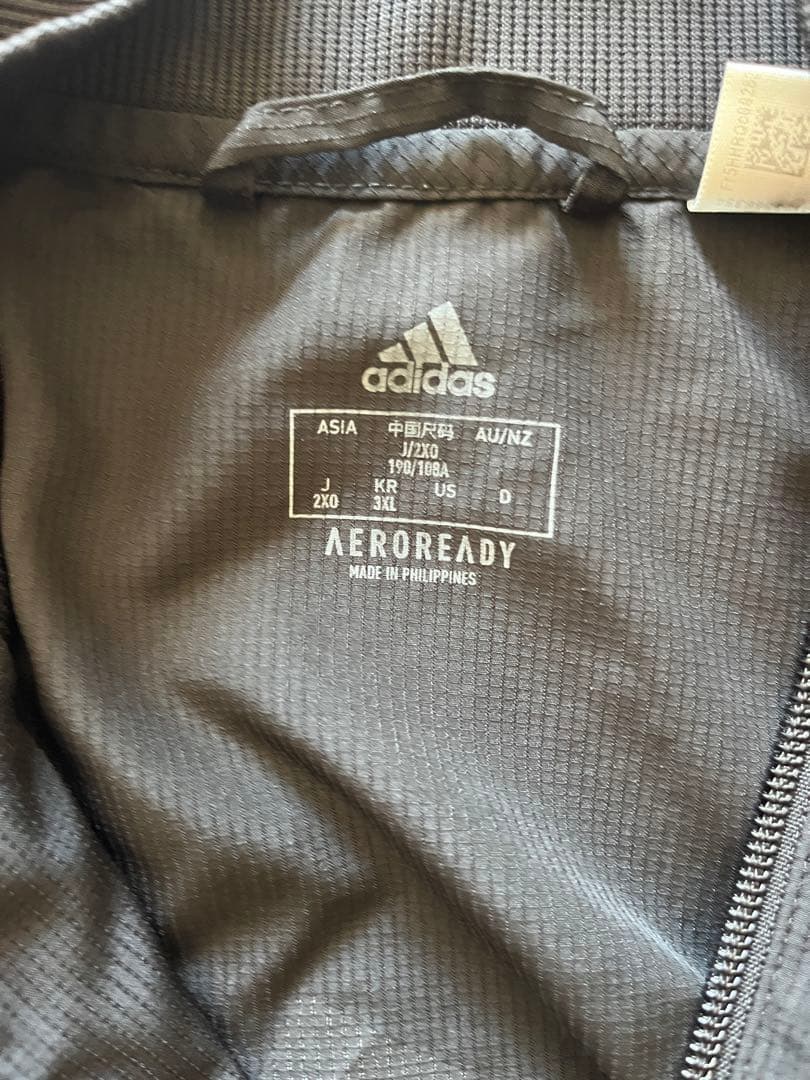 adidas
ASIA 中国尺码 AU/NZ
J/2XO
190/108A
J KR US D
2XO 3XL
AEROREADY
MADE IN PHILIPPINES